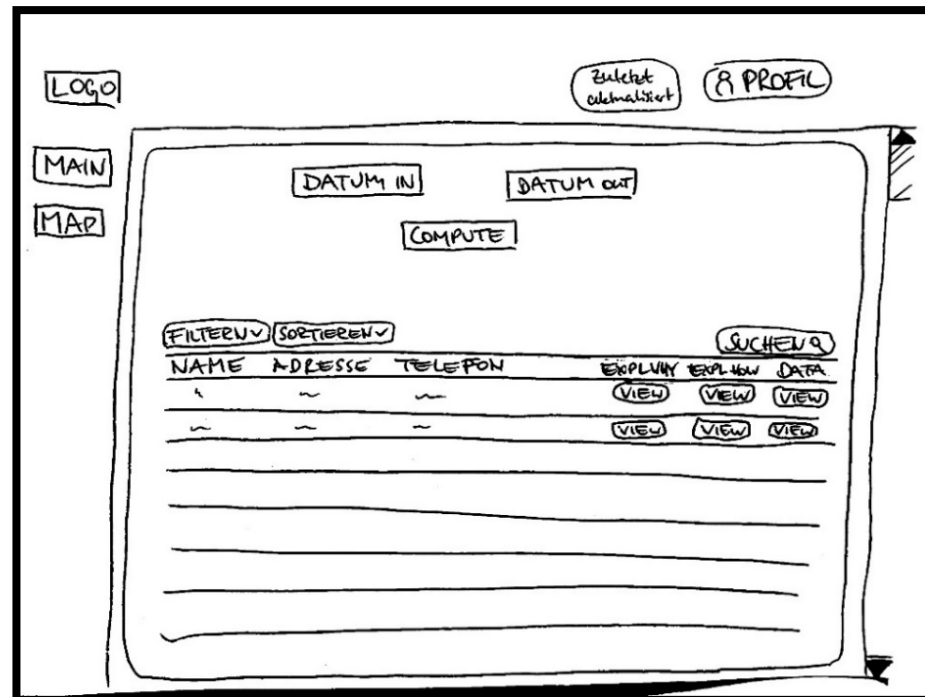 LOGO
Zuletzt
aktualisiert
PROFIL
MAIN
MAP
DATUM IN
DATUM OUT
COMPUTE
FILTERN SORTIEREN SUCHEN
NAME ADRESSE TELEFON EXPL.WHY EXPL.HOW DATA
VIEW VIEW VIEW
VIEW VIEW VIEW